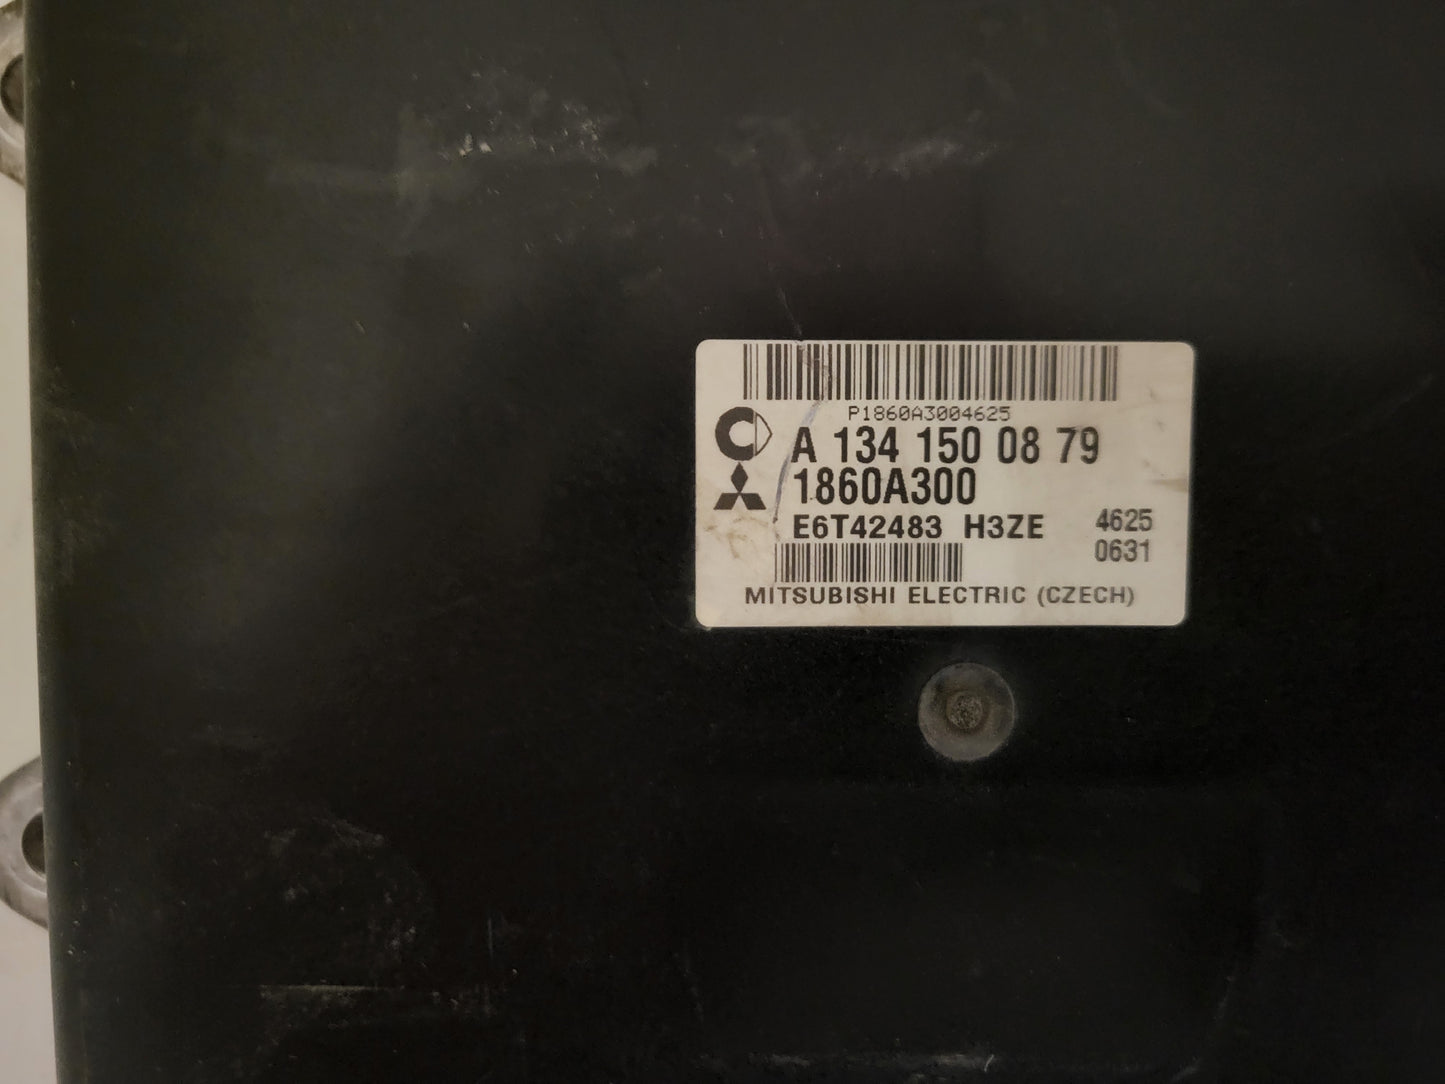 P1860A3004625
A 134 150 08 79
1860A300
E6T42483 H3ZE 4625
0631
MITSUBISHI ELECTRIC (CZECH)